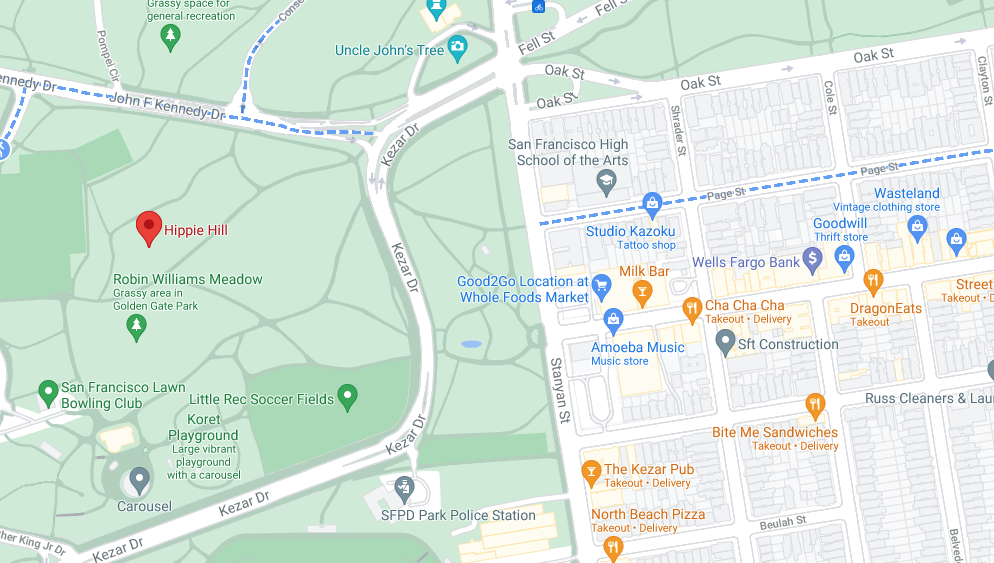 Grassy space for
general recreation
Conse
Uncle John's Tree
Fell St
Fell St
Pompei Cir
ennedy Dr
John F Kennedy Dr
Kezar Dr
Oak St
Oak St
Oak St
Oak St
Shrader St
Cole St
Clayton St
San Francisco High
School of the Arts
Page St
Page St
Wasteland
Vintage clothing store
Hippie Hill
Studio Kazoku
Tattoo shop
Goodwill
Thrift store
Wells Fargo Bank
Kezar Dr
Robin Williams Meadow
Grassy area in
Golden Gate Park
Good2Go Location at
Whole Foods Market
Milk Bar
Cha Cha Cha
Takeout • Delivery
DragonEats
Takeout
Street
Takeout • D
Amoeba Music
Music store
Sft Construction
Stanyan St
San Francisco Lawn
Bowling Club
Little Rec Soccer Fields
Koret
Playground
Large vibrant
playground
with a carousel
Russ Cleaners & Lau
Kezar Dr
Bite Me Sandwiches
Takeout • Delivery
The Kezar Pub
Takeout • Delivery
Carousel
Kezar Dr
SFPD Park Police Station
North Beach Pizza
Takeout • Delivery
Beulah St
ther King Jr Dr
Kezar Dr
Belved